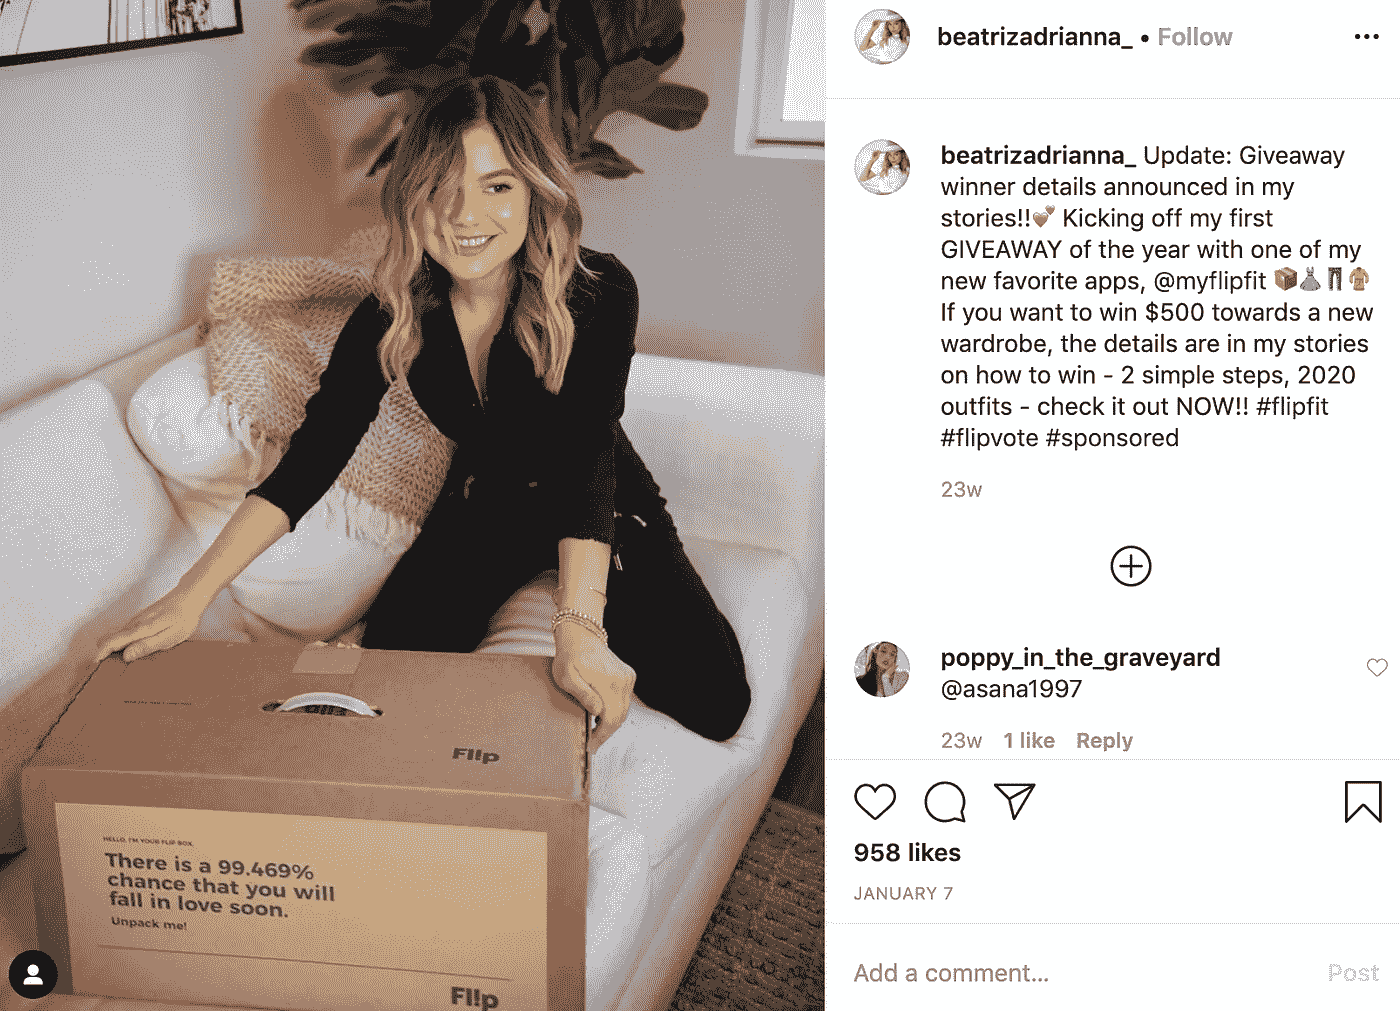 beatrizadrianna_ • Follow
beatrizadrianna_ Update: Giveaway
winner details announced in my
stories!!💕 Kicking off my first
GIVEAWAY of the year with one of my
new favorite apps, @myflipfit 📦👗👖🧥
If you want to win $500 towards a new
wardrobe, the details are in my stories
on how to win - 2 simple steps, 2020
outfits - check it out NOW!! #flipfit
#flipvote #sponsored
23w
poppy_in_the_graveyard
@asana1997
23w 1 like Reply
958 likes
JANUARY 7
Add a comment... Post
Fl!p
HELLO, I'M YOUR FLIP BOX.
There is a 99.469%
chance that you will
fall in love soon.
Unpack me!
Fl!p